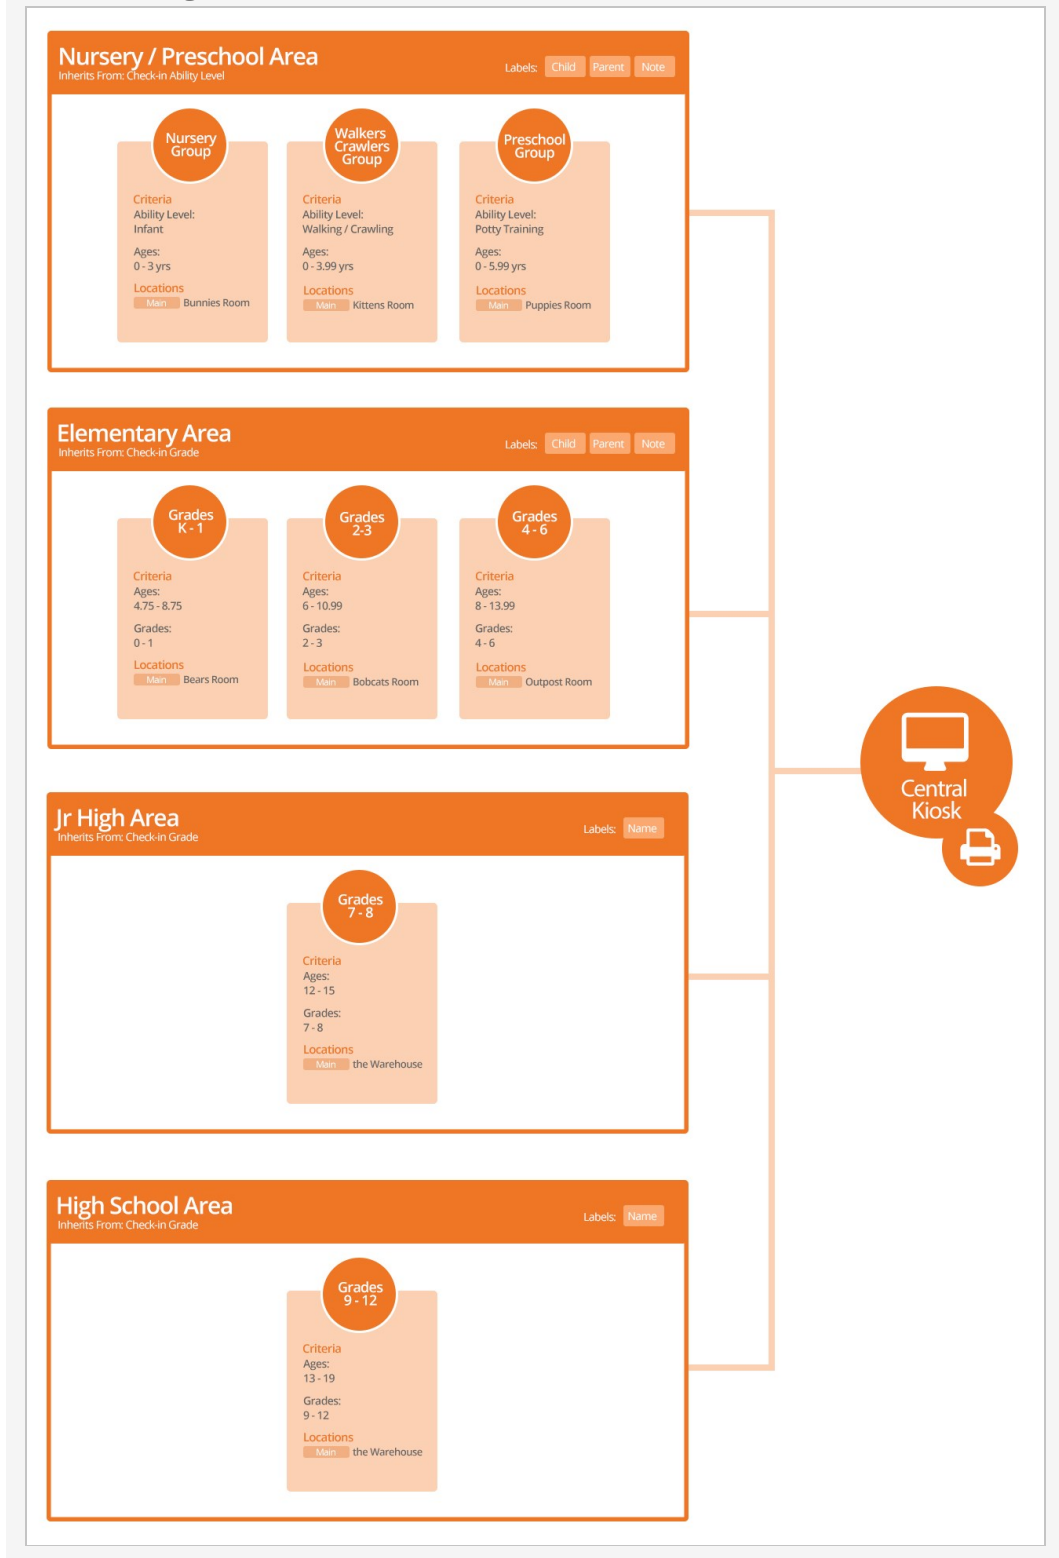 Nursery / Preschool Area
Inherits From: Check-in Ability Level
Labels: Child Parent Note
Nursery
Group
Criteria
Ability Level:
Infant
Ages:
0 - 3 yrs
Locations
Main Bunnies Room
Walkers
Crawlers
Group
Criteria
Ability Level:
Walking / Crawling
Ages:
0 - 3.99 yrs
Locations
Main Kittens Room
Preschool
Group
Criteria
Ability Level:
Potty Training
Ages:
0 - 5.99 yrs
Locations
Main Puppies Room
Elementary Area
Inherits From: Check-in Grade
Labels: Child Parent Note
Grades
K - 1
Criteria
Ages:
4.75 - 8.75
Grades:
0 - 1
Locations
Main Bears Room
Grades
2-3
Criteria
Ages:
6 - 10.99
Grades:
2 - 3
Locations
Main Bobcats Room
Grades
4 - 6
Criteria
Ages:
8 - 13.99
Grades:
4 - 6
Locations
Main Outpost Room
Jr High Area
Inherits From: Check-in Grade
Labels: Name
Grades
7 - 8
Criteria
Ages:
12 - 15
Grades:
7 - 8
Locations
Main the Warehouse
High School Area
Inherits From: Check-in Grade
Labels: Name
Grades
9 - 12
Criteria
Ages:
13 - 19
Grades:
9 - 12
Locations
Main the Warehouse
Central
Kiosk